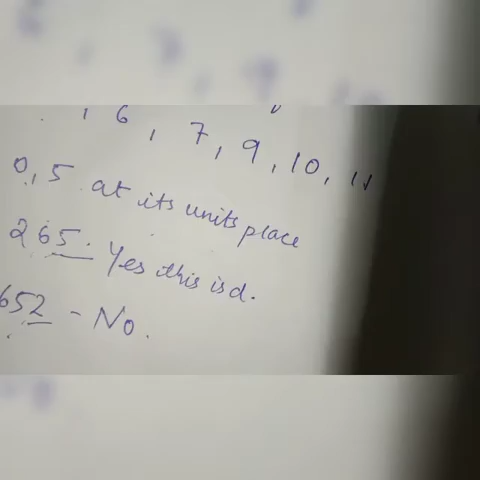 , 6, 7, 9, 10, 11
0,5 at its units place
265. Yes this is d.
652 - No.